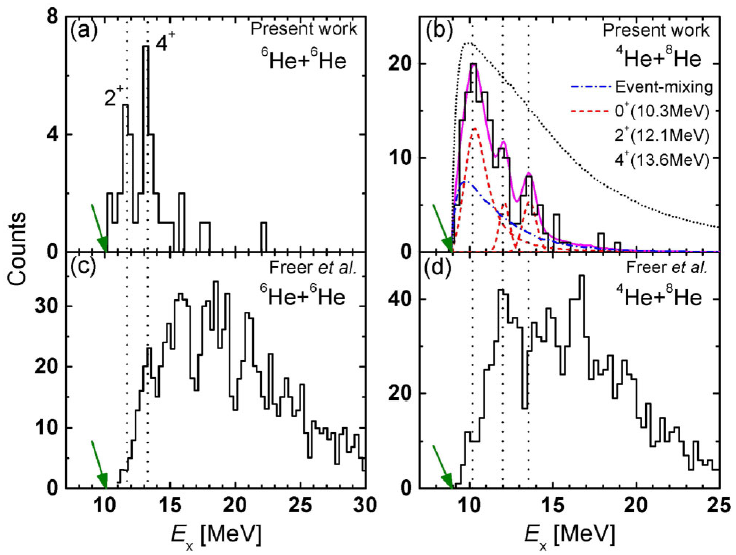 (a) Present work
⁶He+⁶He
2⁺ 4⁺
8
4
0
(b) Present work
⁴He+⁸He
Event-mixing
0⁺(10.3MeV)
2⁺(12.1MeV)
4⁺(13.6MeV)
20
10
0
Counts
(c) Freer et al.
⁶He+⁶He
30
20
10
0
10 15 20 25 30
Eₓ [MeV]
(d) Freer et al.
⁴He+⁸He
40
20
0
10 15 20 25
Eₓ [MeV]